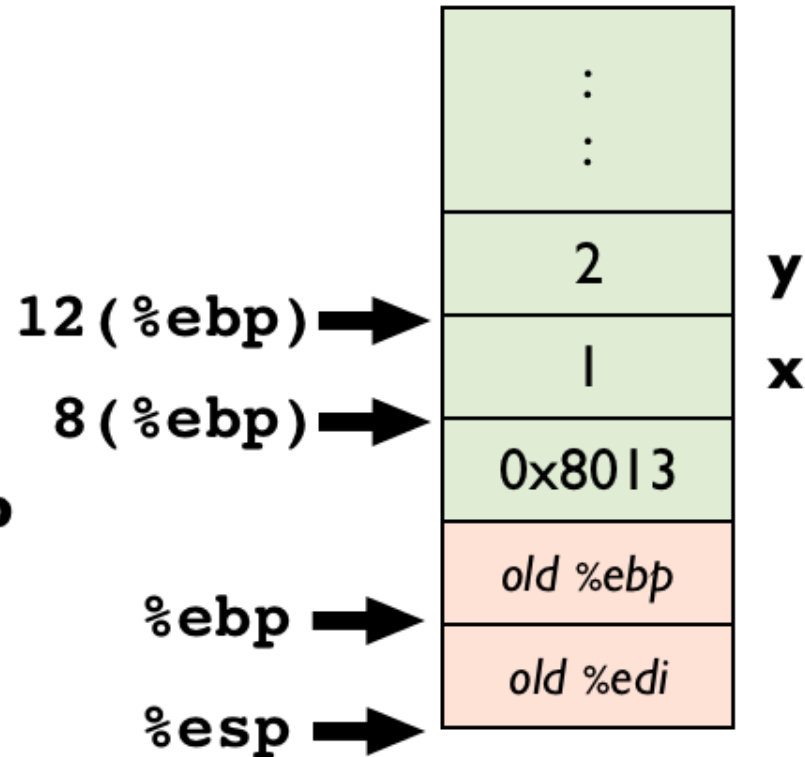 :
:
2 y
12(%ebp)
1 x
8(%ebp)
0x8013
old %ebp
%ebp
old %edi
%esp